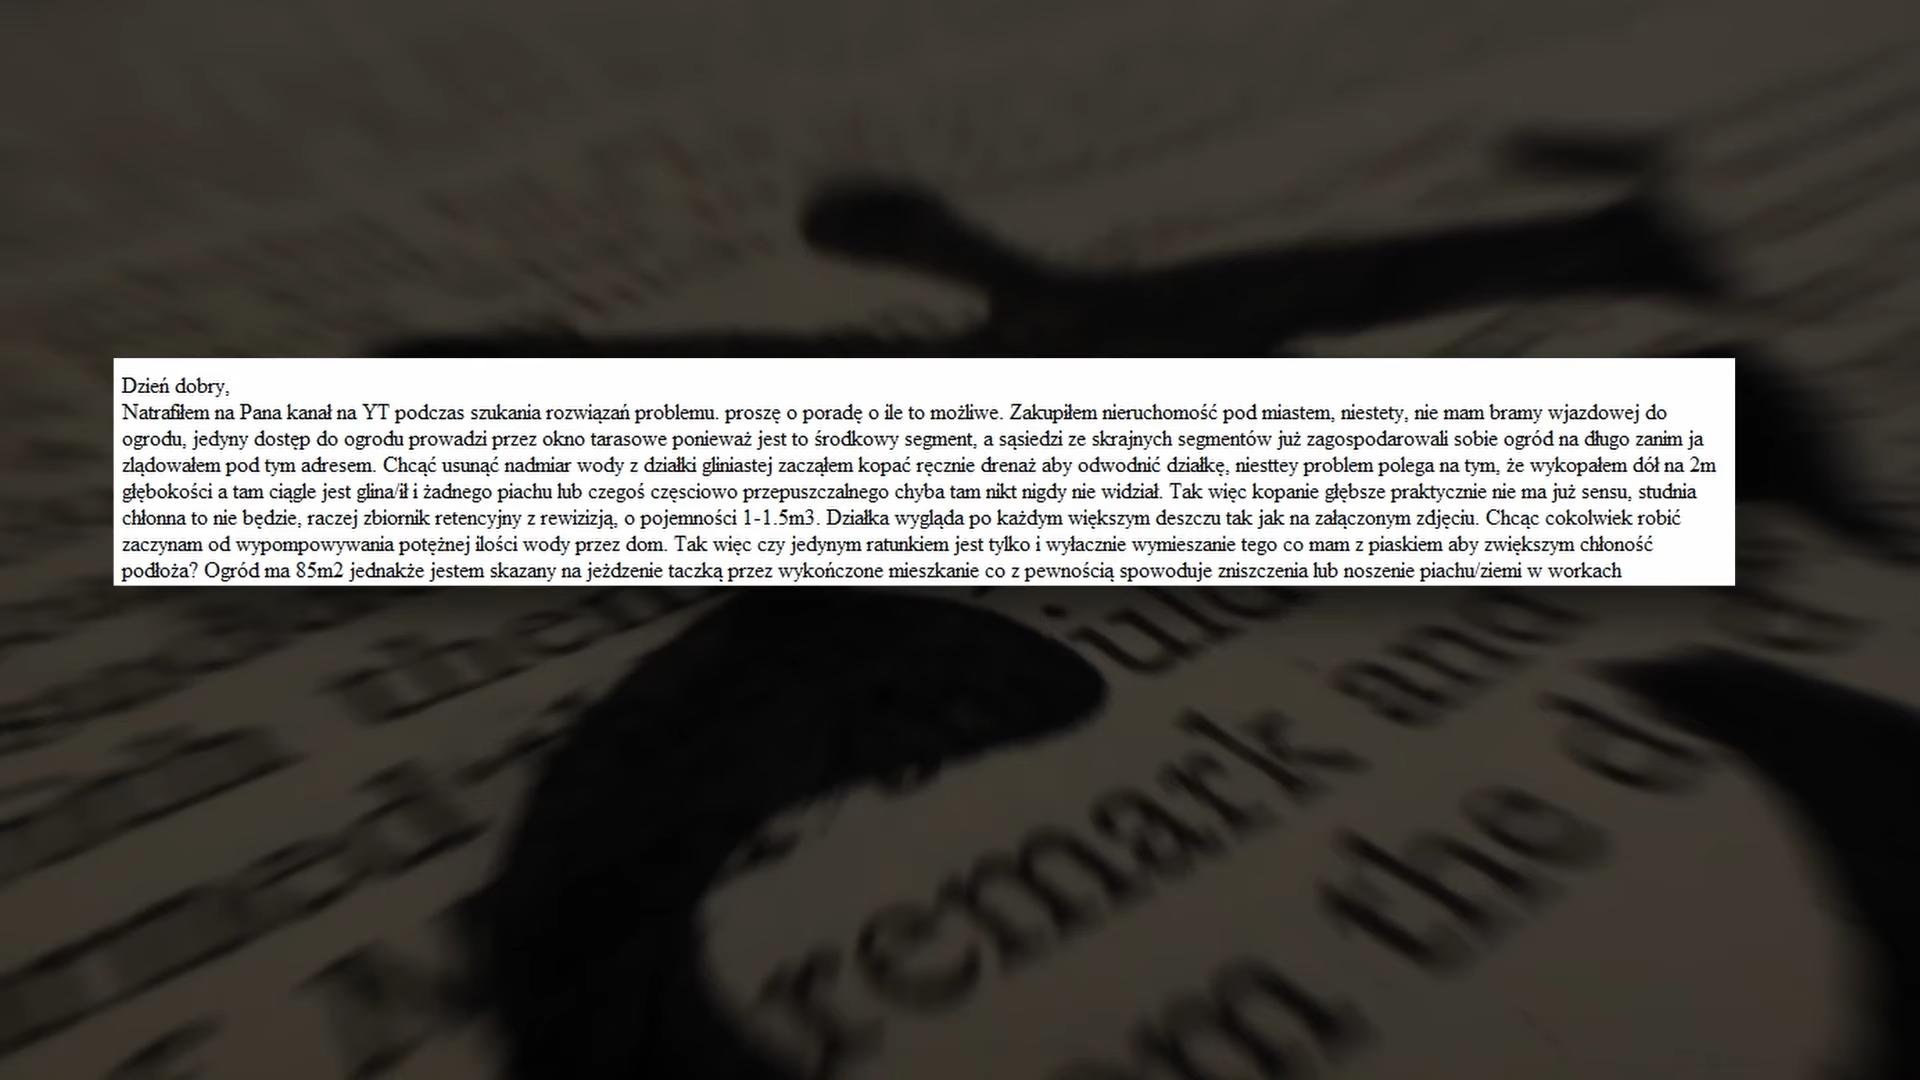 Dzień dobry,
Natrafiłem na Pana kanał na YT podczas szukania rozwiązań problemu. proszę o poradę o ile to możliwe. Zakupiłem nieruchomość pod miastem, niestety, nie mam bramy wjazdowej do
ogrodu, jedyny dostęp do ogrodu prowadzi przez okno tarasowe ponieważ jest to środkowy segment, a sąsiedzi ze skrajnych segmentów już zagospodarowali sobie ogród na długo zanim ja
zlądowałem pod tym adresem. Chcąć usunąć nadmiar wody z działki gliniastej zacząłem kopać ręcznie drenaż aby odwodnić działkę, niesttey problem polega na tym, że wykopałem dół na 2m
głębokości a tam ciągle jest glina/ił i żadnego piachu lub czegoś częsciowo przepuszczalnego chyba tam nikt nigdy nie widział. Tak więc kopanie głębsze praktycznie nie ma już sensu, studnia
chłonna to nie będzie, raczej zbiornik retencyjny z rewizizją, o pojemności 1-1.5m3. Działka wygląda po każdym większym deszczu tak jak na załączonym zdjęciu. Chcąc cokolwiek robić
zaczynam od wypompowywania potężnej ilości wody przez dom. Tak więc czy jedynym ratunkiem jest tylko i wyłacznie wymieszanie tego co mam z piaskiem aby zwiększym chłoność
podłoża? Ogród ma 85m2 jednakże jestem skazany na jeżdzenie taczką przez wykończone mieszkanie co z pewnością spowoduje zniszczenia lub noszenie piachu/ziemi w workach
remark and
the d